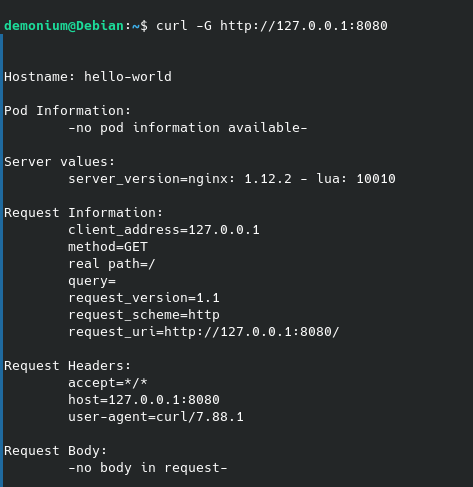 demonium@Debian:~$ curl -G http://127.0.0.1:8080
Hostname: hello-world
Pod Information:
-no pod information available-
Server values:
server_version=nginx: 1.12.2 - lua: 10010
Request Information:
client_address=127.0.0.1
method=GET
real path=/
query=
request_version=1.1
request_scheme=http
request_uri=http://127.0.0.1:8080/
Request Headers:
accept=*/*
host=127.0.0.1:8080
user-agent=curl/7.88.1
Request Body:
-no body in request-